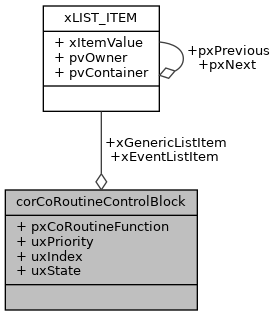 xLIST_ITEM
+ xItemValue
+ pvOwner
+ pvContainer
+pxPrevious
+pxNext
+xGenericListItem
+xEventListItem
corCoRoutineControlBlock
+ pxCoRoutineFunction
+ uxPriority
+ uxIndex
+ uxState